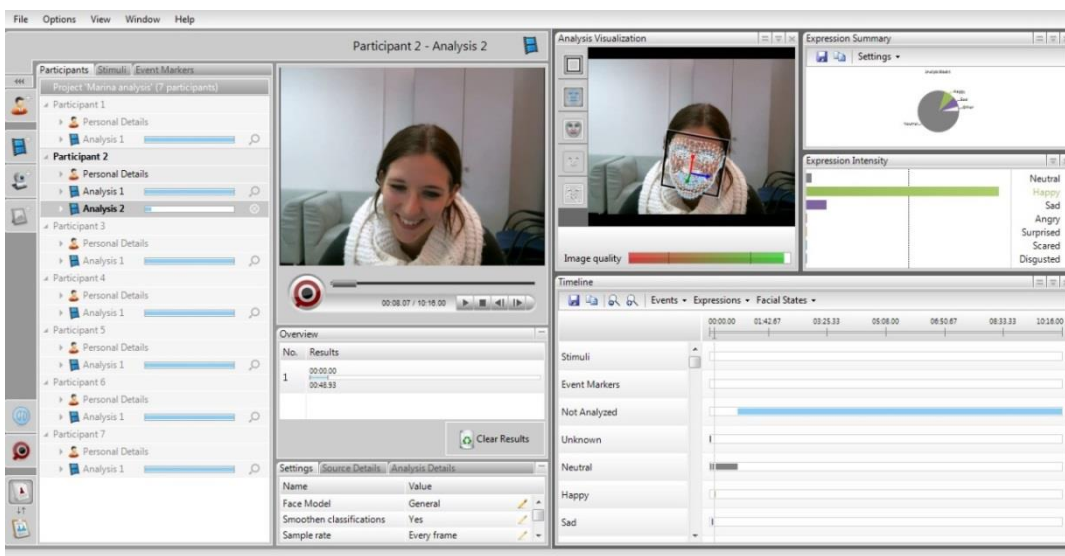 File Options View Window Help
Participant 2 - Analysis 2
Participants Stimuli Event Markers
Project 'Marina analysis' (7 participants)
Participant 1
Personal Details
Analysis 1
Participant 2
Personal Details
Analysis 1
Analysis 2
Participant 3
Personal Details
Analysis 1
Participant 4
Personal Details
Analysis 1
Participant 5
Personal Details
Analysis 1
Participant 6
Personal Details
Analysis 1
Participant 7
Personal Details
Analysis 1
00:08.07 / 10:16.00
Overview
No. Results
1 00:00.00
00:48.93
Clear Results
Settings Source Details Analysis Details
Name Value
Face Model General
Smoothen classifications Yes
Sample rate Every frame
Analysis Visualization
Image quality
Expression Summary
Settings
Happy
Neutral
Expression Intensity
Neutral
Happy
Sad
Angry
Surprised
Scared
Disgusted
Timeline
Events Expressions Facial States
00:00.00 01:42.67 03:25.33 05:08.00 06:50.67 08:33.33 10:16.00
Stimuli
Event Markers
Not Analyzed
Unknown
Neutral
Happy
Sad